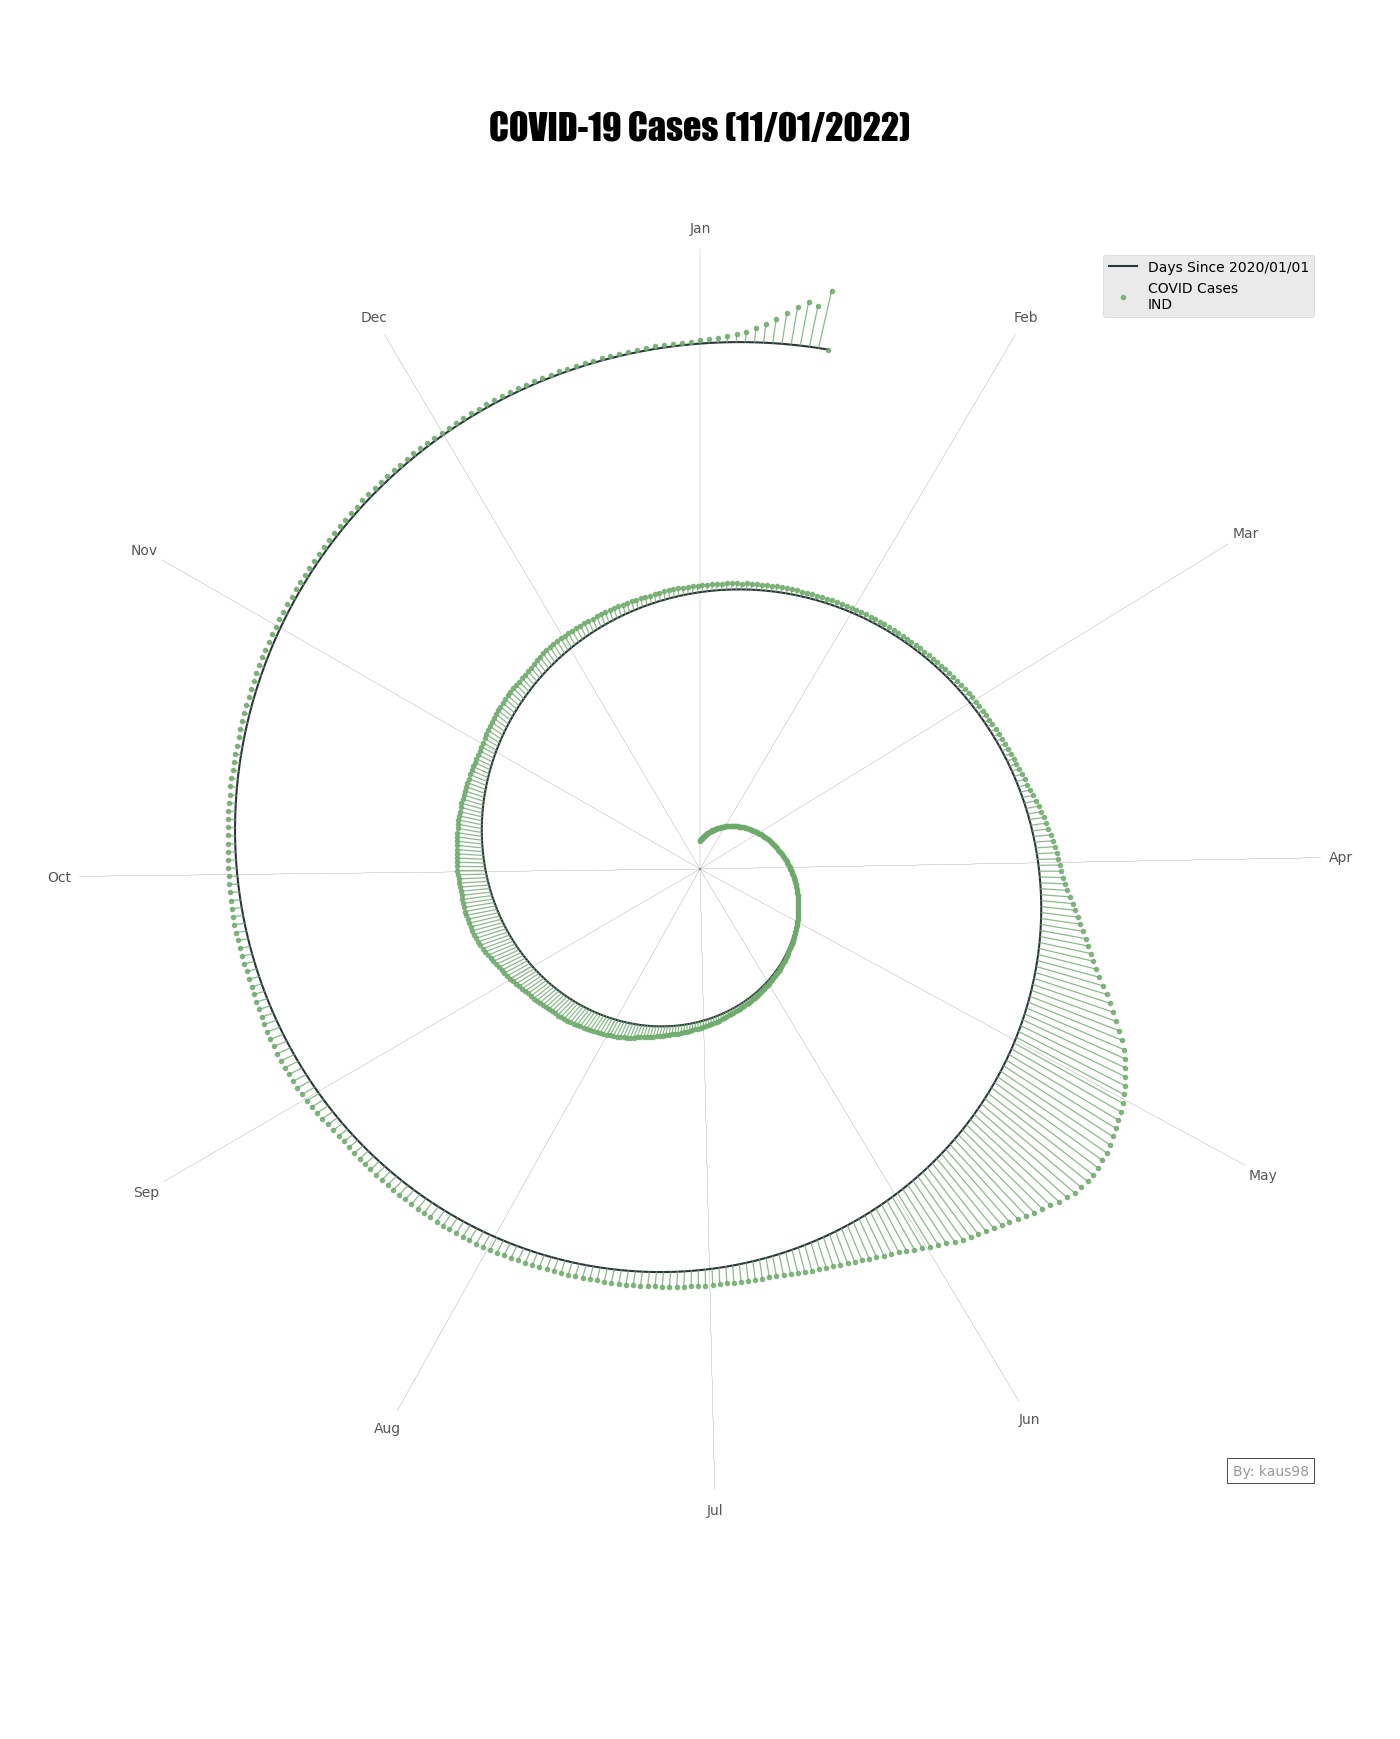 COVID-19 Cases (11/01/2022)
Jan
Days Since 2020/01/01
COVID Cases
IND
Dec
Feb
Mar
Nov
Apr
Oct
May
Sep
Jun
Aug
By: kaus98
Jul